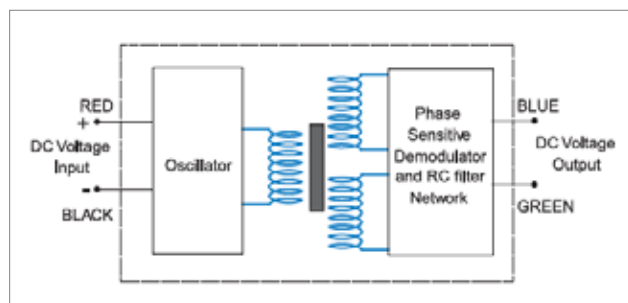 RED
+
DC Voltage
Input
-
BLACK
Oscillator
Phase
Sensitive
Demodulator
and RC filter
Network
BLUE
DC Voltage
Output
GREEN